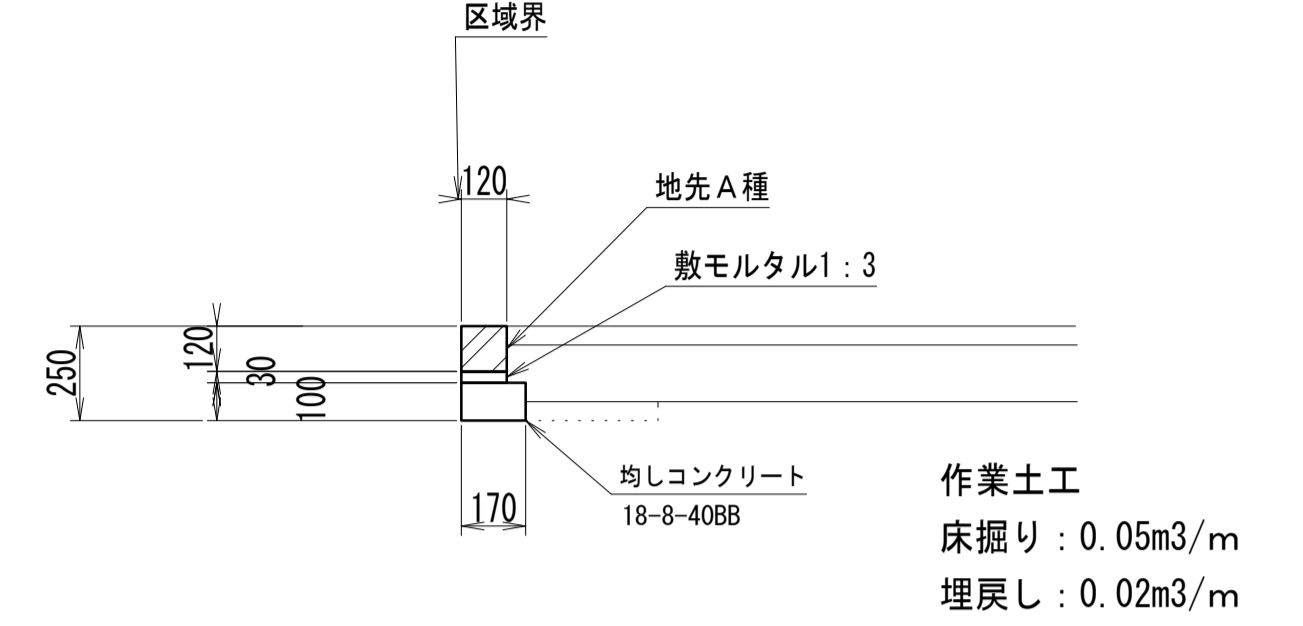 区域界
120
地先A種
敷モルタル1:3
120
30
250
100
均しコンクリート
18-8-40BB
170
作業土工
床掘り:0.05m3/m
埋戻し:0.02m3/m